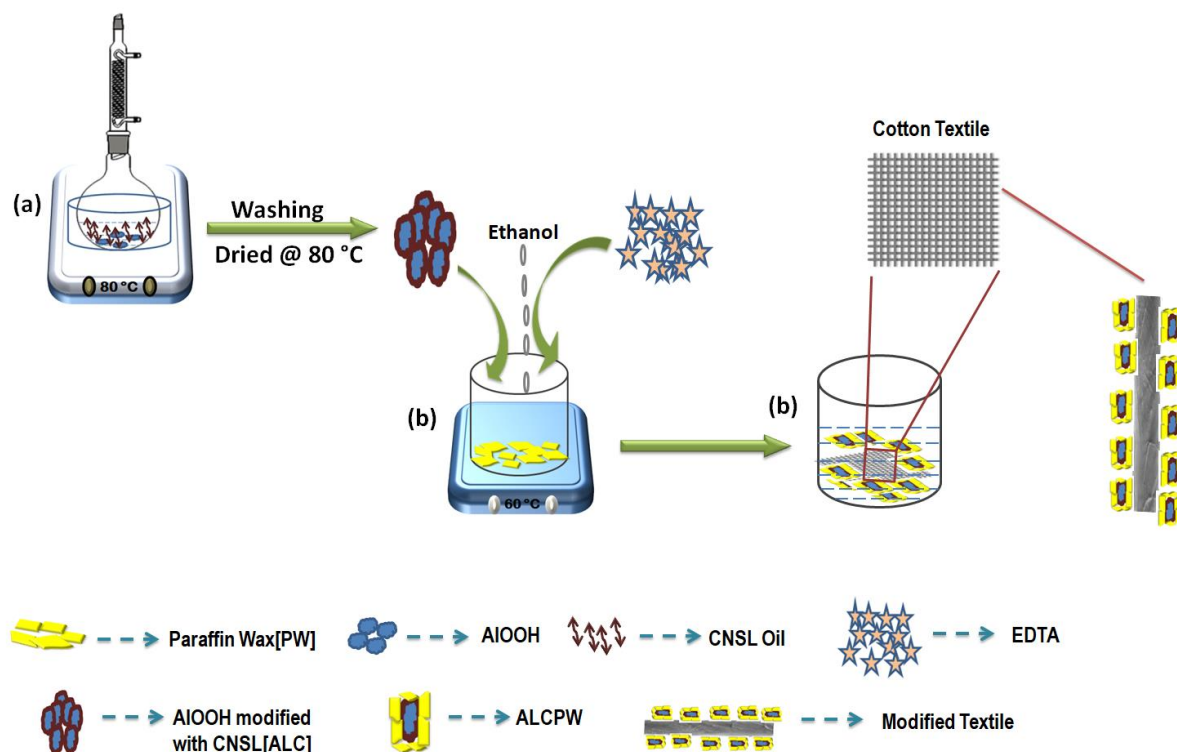 Cotton Textile
(a)
Washing
Dried @ 80 °C
Ethanol
80 °C
(b)
(b)
60 °C
Paraffin Wax[PW]
AlOOH
CNSL Oil
EDTA
AlOOH modified
with CNSL[ALC]
ALCPW
Modified Textile